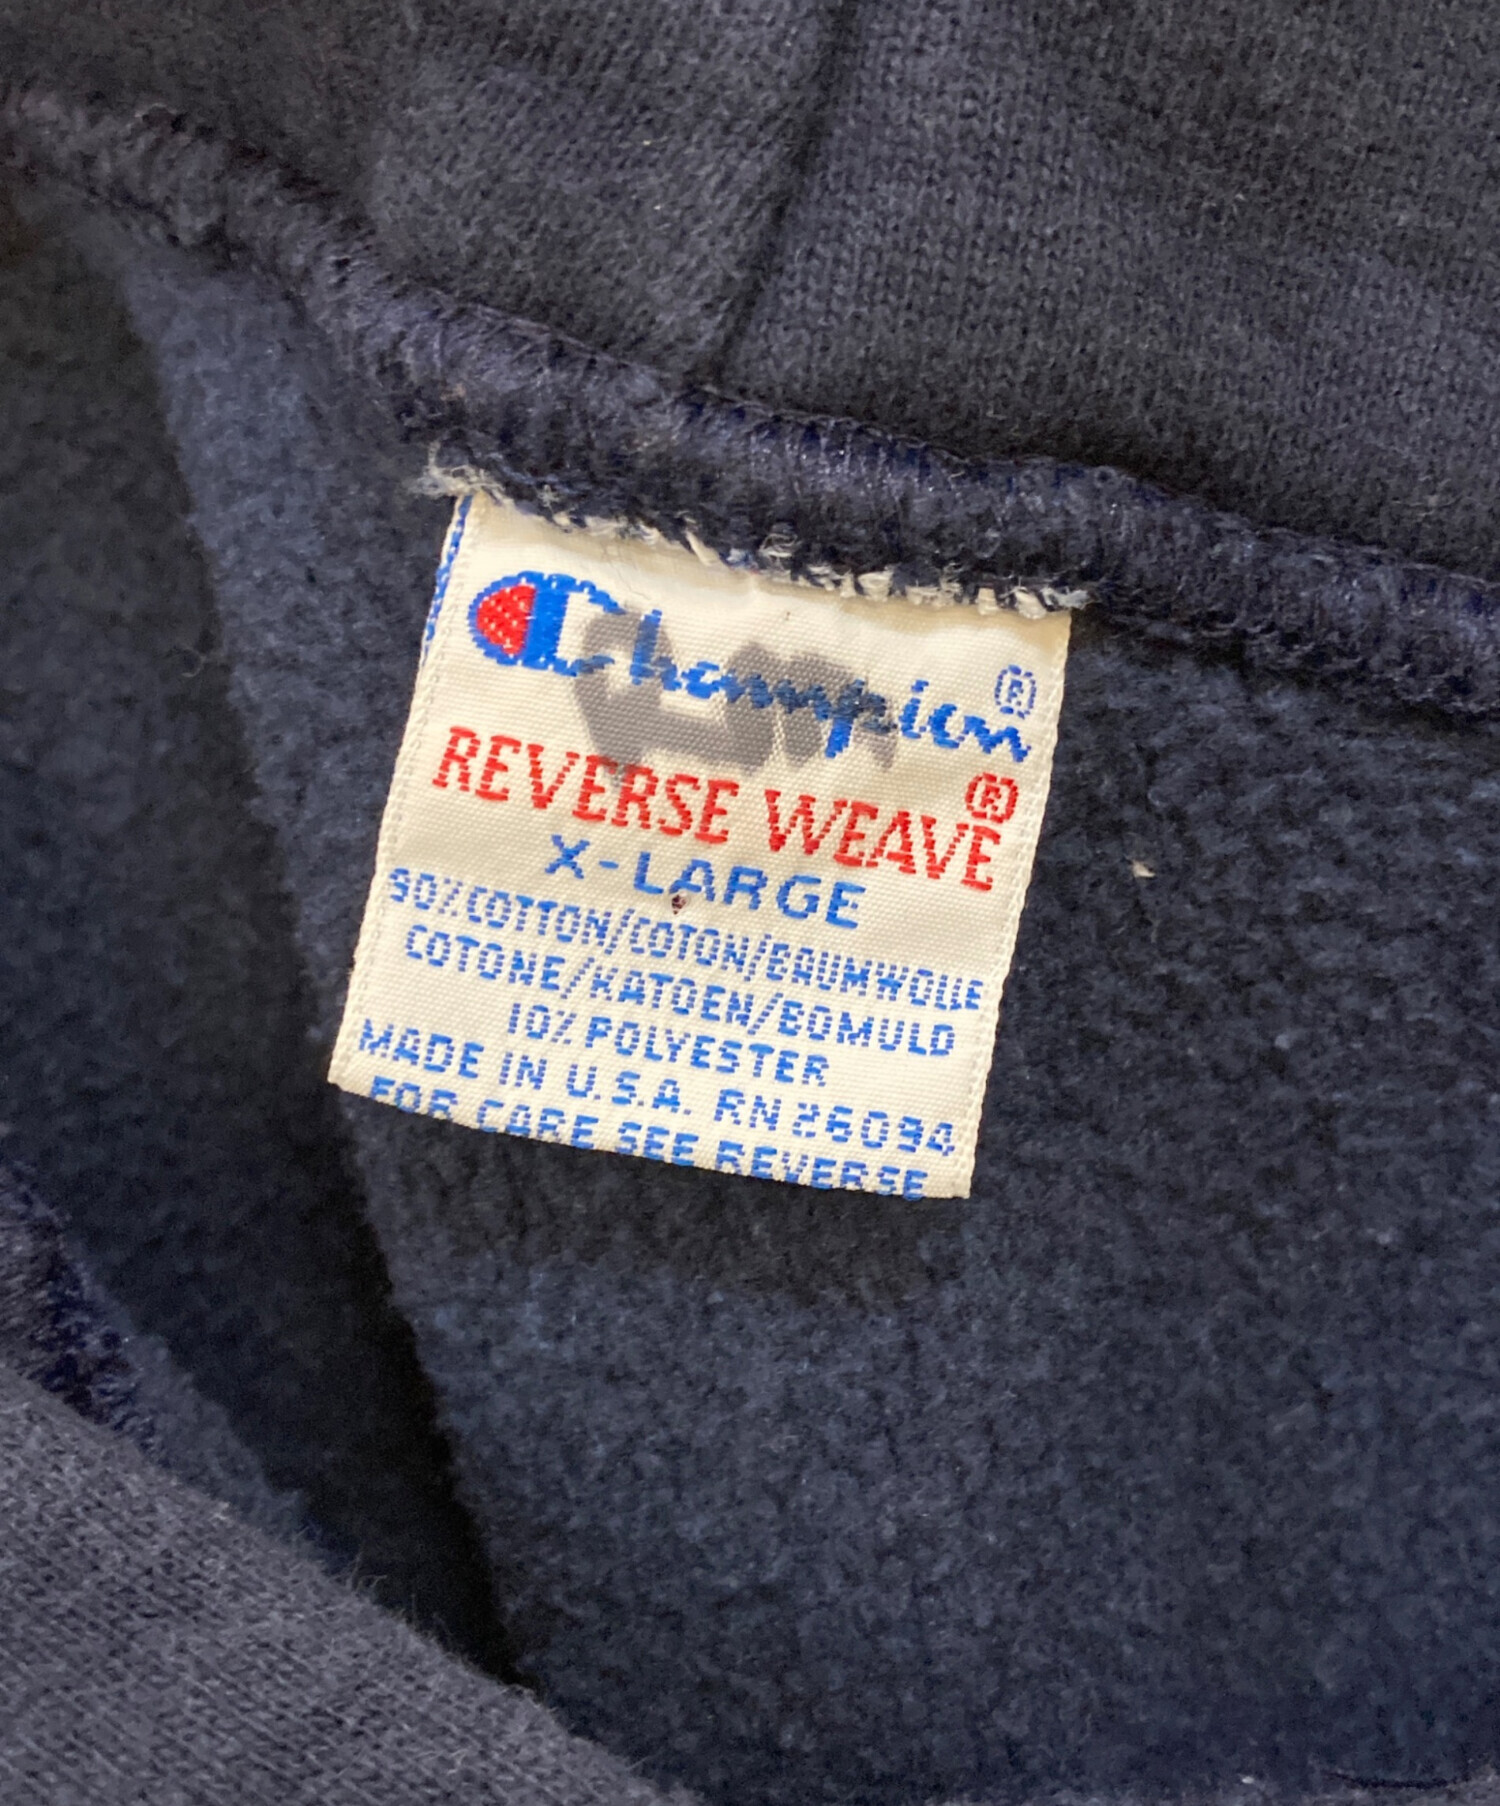 Champion®
REVERSE WEAVE®
X-LARGE
90% COTTON/COTON/BAUMWOLLE
COTONE/KATOEN/BOMULD
10% POLYESTER
MADE IN U.S.A. RN 26094
FOR CARE SEE REVERSE